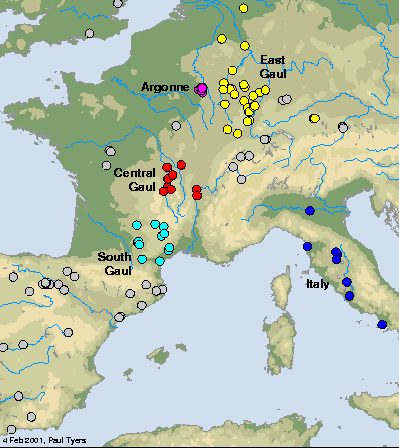 East
Gaul
Argonne
Central
Gaul
South
Gaul
Italy
4 Feb 2001, Paul Tyers